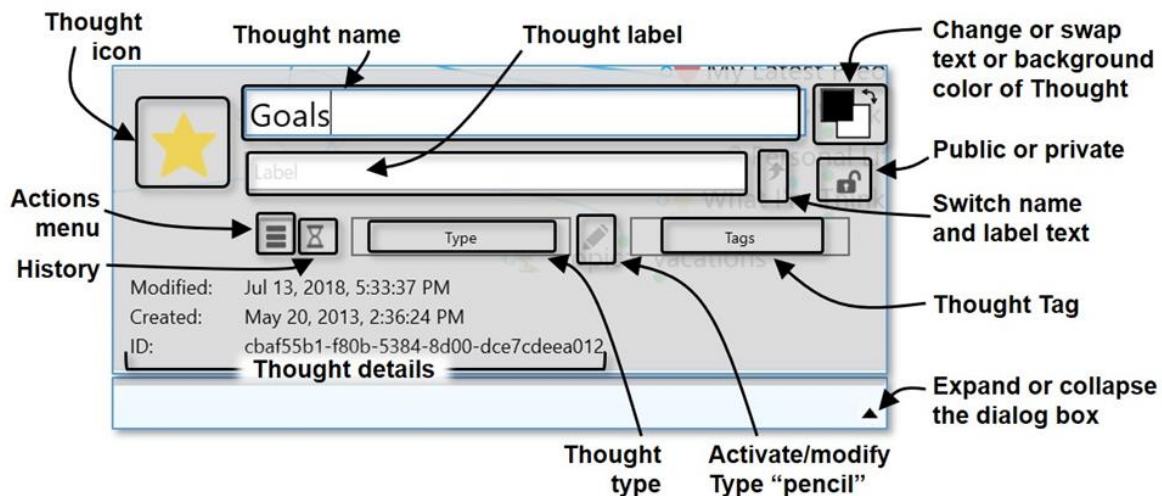 Thought
icon
Thought name
Thought label
Change or swap
text or background
color of Thought
My Latest
Goals
Label
Public or private
Actions
menu
Switch name
and label text
Type
Tags
History
Vacations
Modified: Jul 13, 2018, 5:33:37 PM
Created: May 20, 2013, 2:36:24 PM
ID: cbaf55b1-f80b-5384-8d00-dce7cdeea012
Thought details
Thought Tag
Expand or collapse
the dialog box
Thought
type
Activate/modify
Type “pencil”